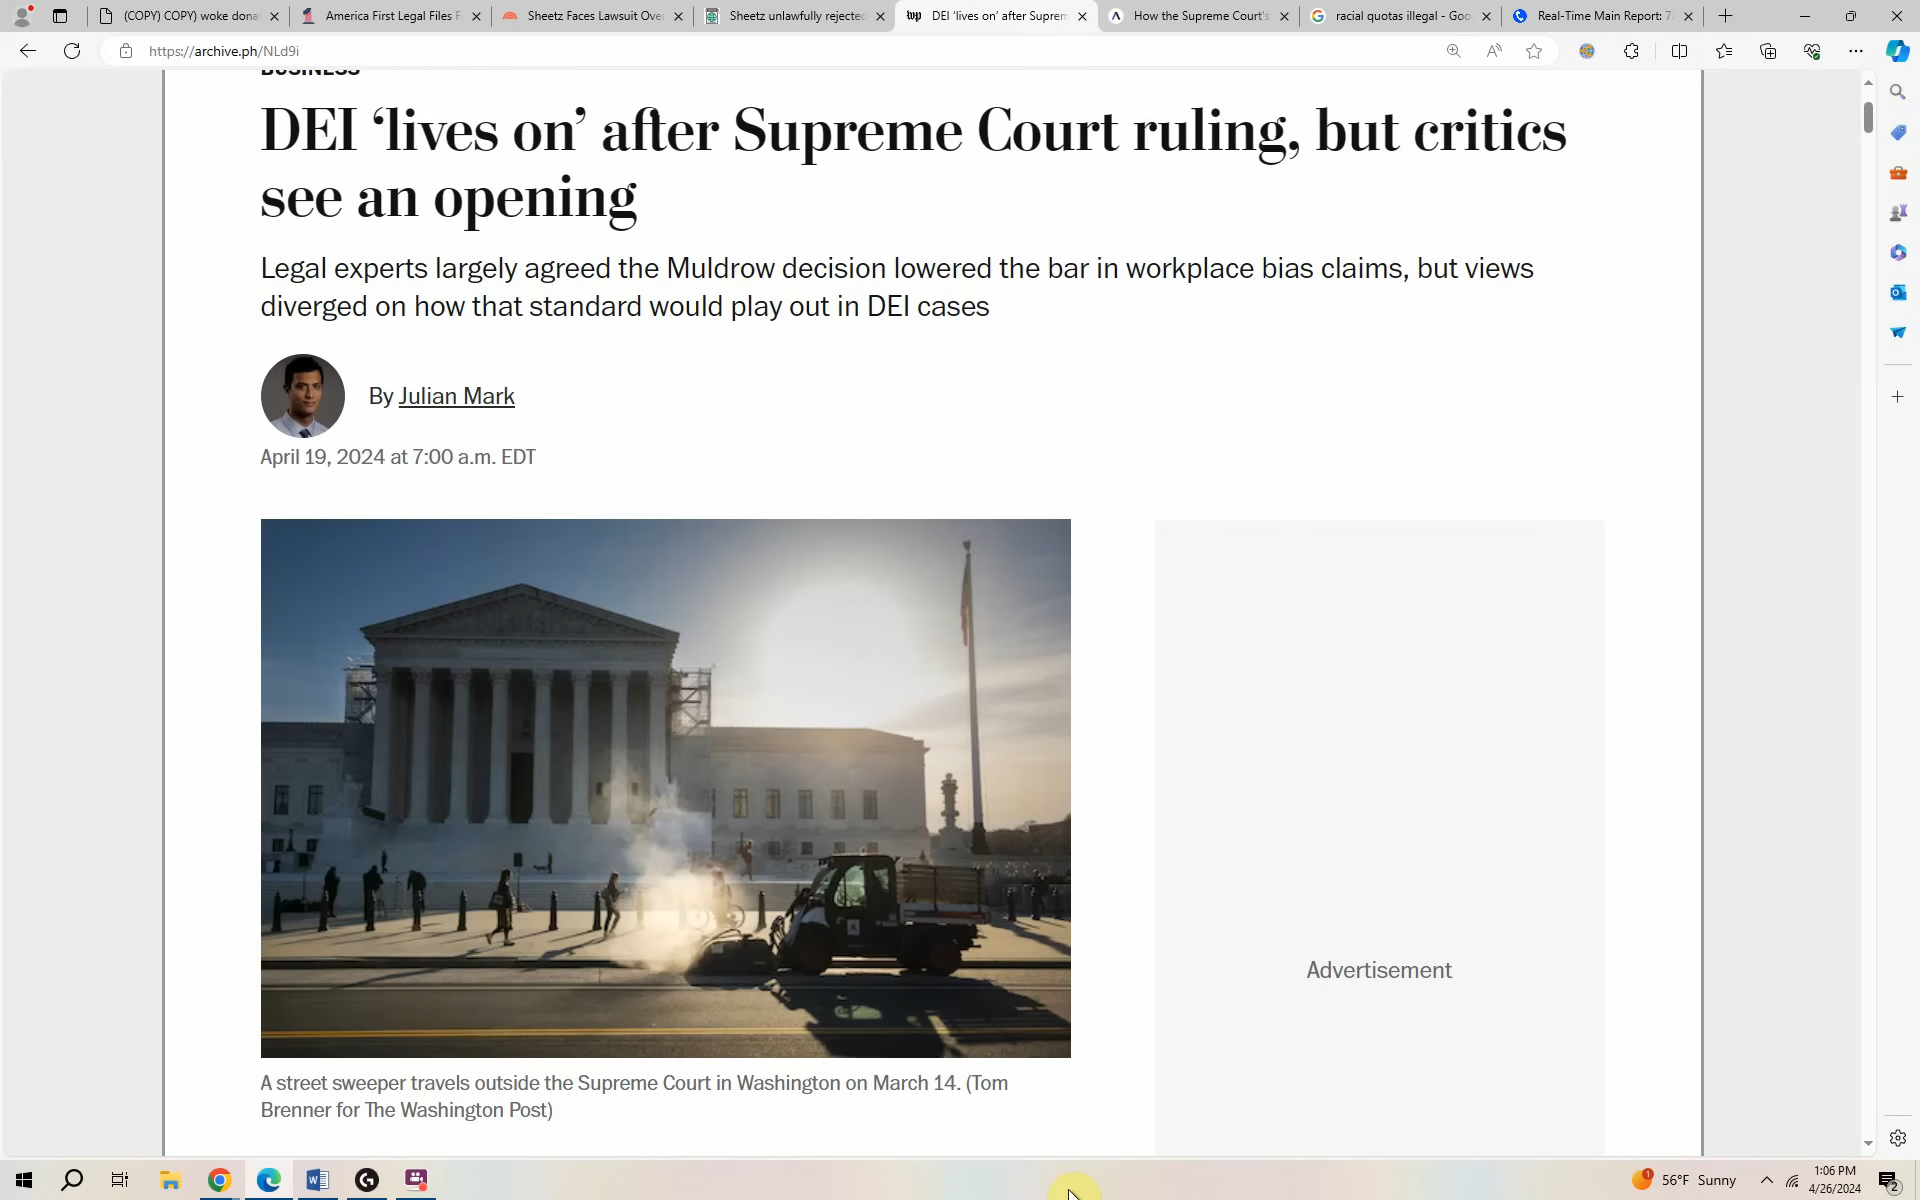 (COPY) COPY) woke dona
America First Legal Files F
Sheetz Faces Lawsuit Ove
Sheetz unlawfully rejected
wp
DEI ‘lives on’ after Suprem
How the Supreme Court's
racial quotas illegal - Goo
Real-Time Main Report: 7
https://archive.ph/NLd9i
BUSINESS
DEI ‘lives on’ after Supreme Court ruling, but critics
see an opening
Legal experts largely agreed the Muldrow decision lowered the bar in workplace bias claims, but views
diverged on how that standard would play out in DEI cases
By Julian Mark
April 19, 2024 at 7:00 a.m. EDT
Advertisement
A street sweeper travels outside the Supreme Court in Washington on March 14. (Tom
Brenner for The Washington Post)
1
56°F Sunny
1:06 PM
4/26/2024
2